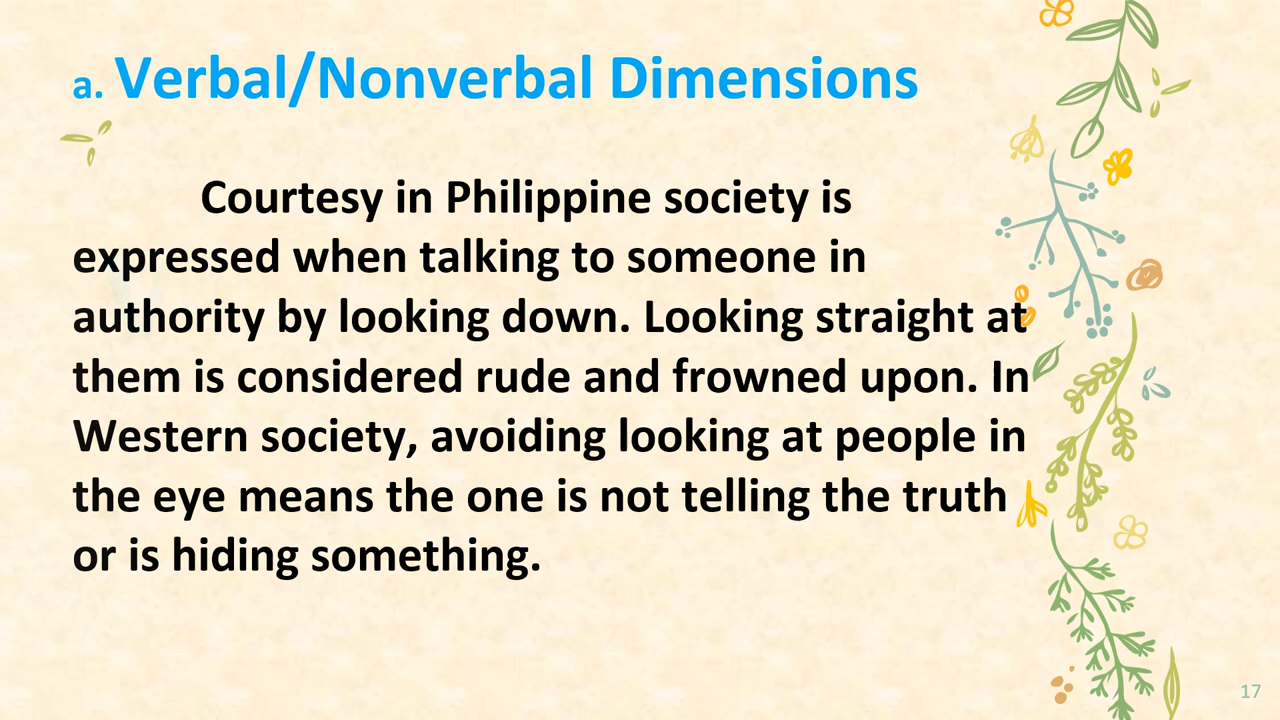 a. Verbal/Nonverbal Dimensions
Courtesy in Philippine society is
expressed when talking to someone in
authority by looking down. Looking straight at
them is considered rude and frowned upon. In
Western society, avoiding looking at people in
the eye means the one is not telling the truth
or is hiding something.
17